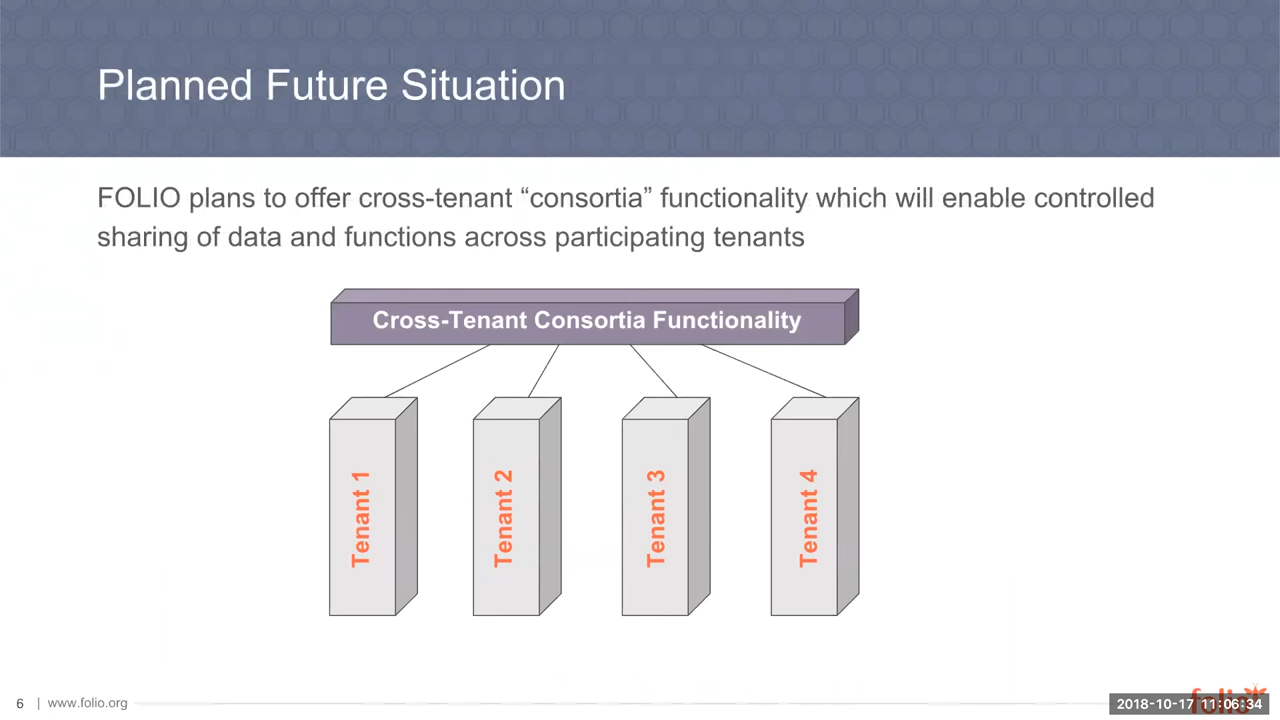 Planned Future Situation
FOLIO plans to offer cross-tenant “consortia” functionality which will enable controlled
sharing of data and functions across participating tenants
Cross-Tenant Consortia Functionality
Tenant 1
Tenant 2
Tenant 3
Tenant 4
6 | www.folio.org
folio
2018-10-17 11:06:34